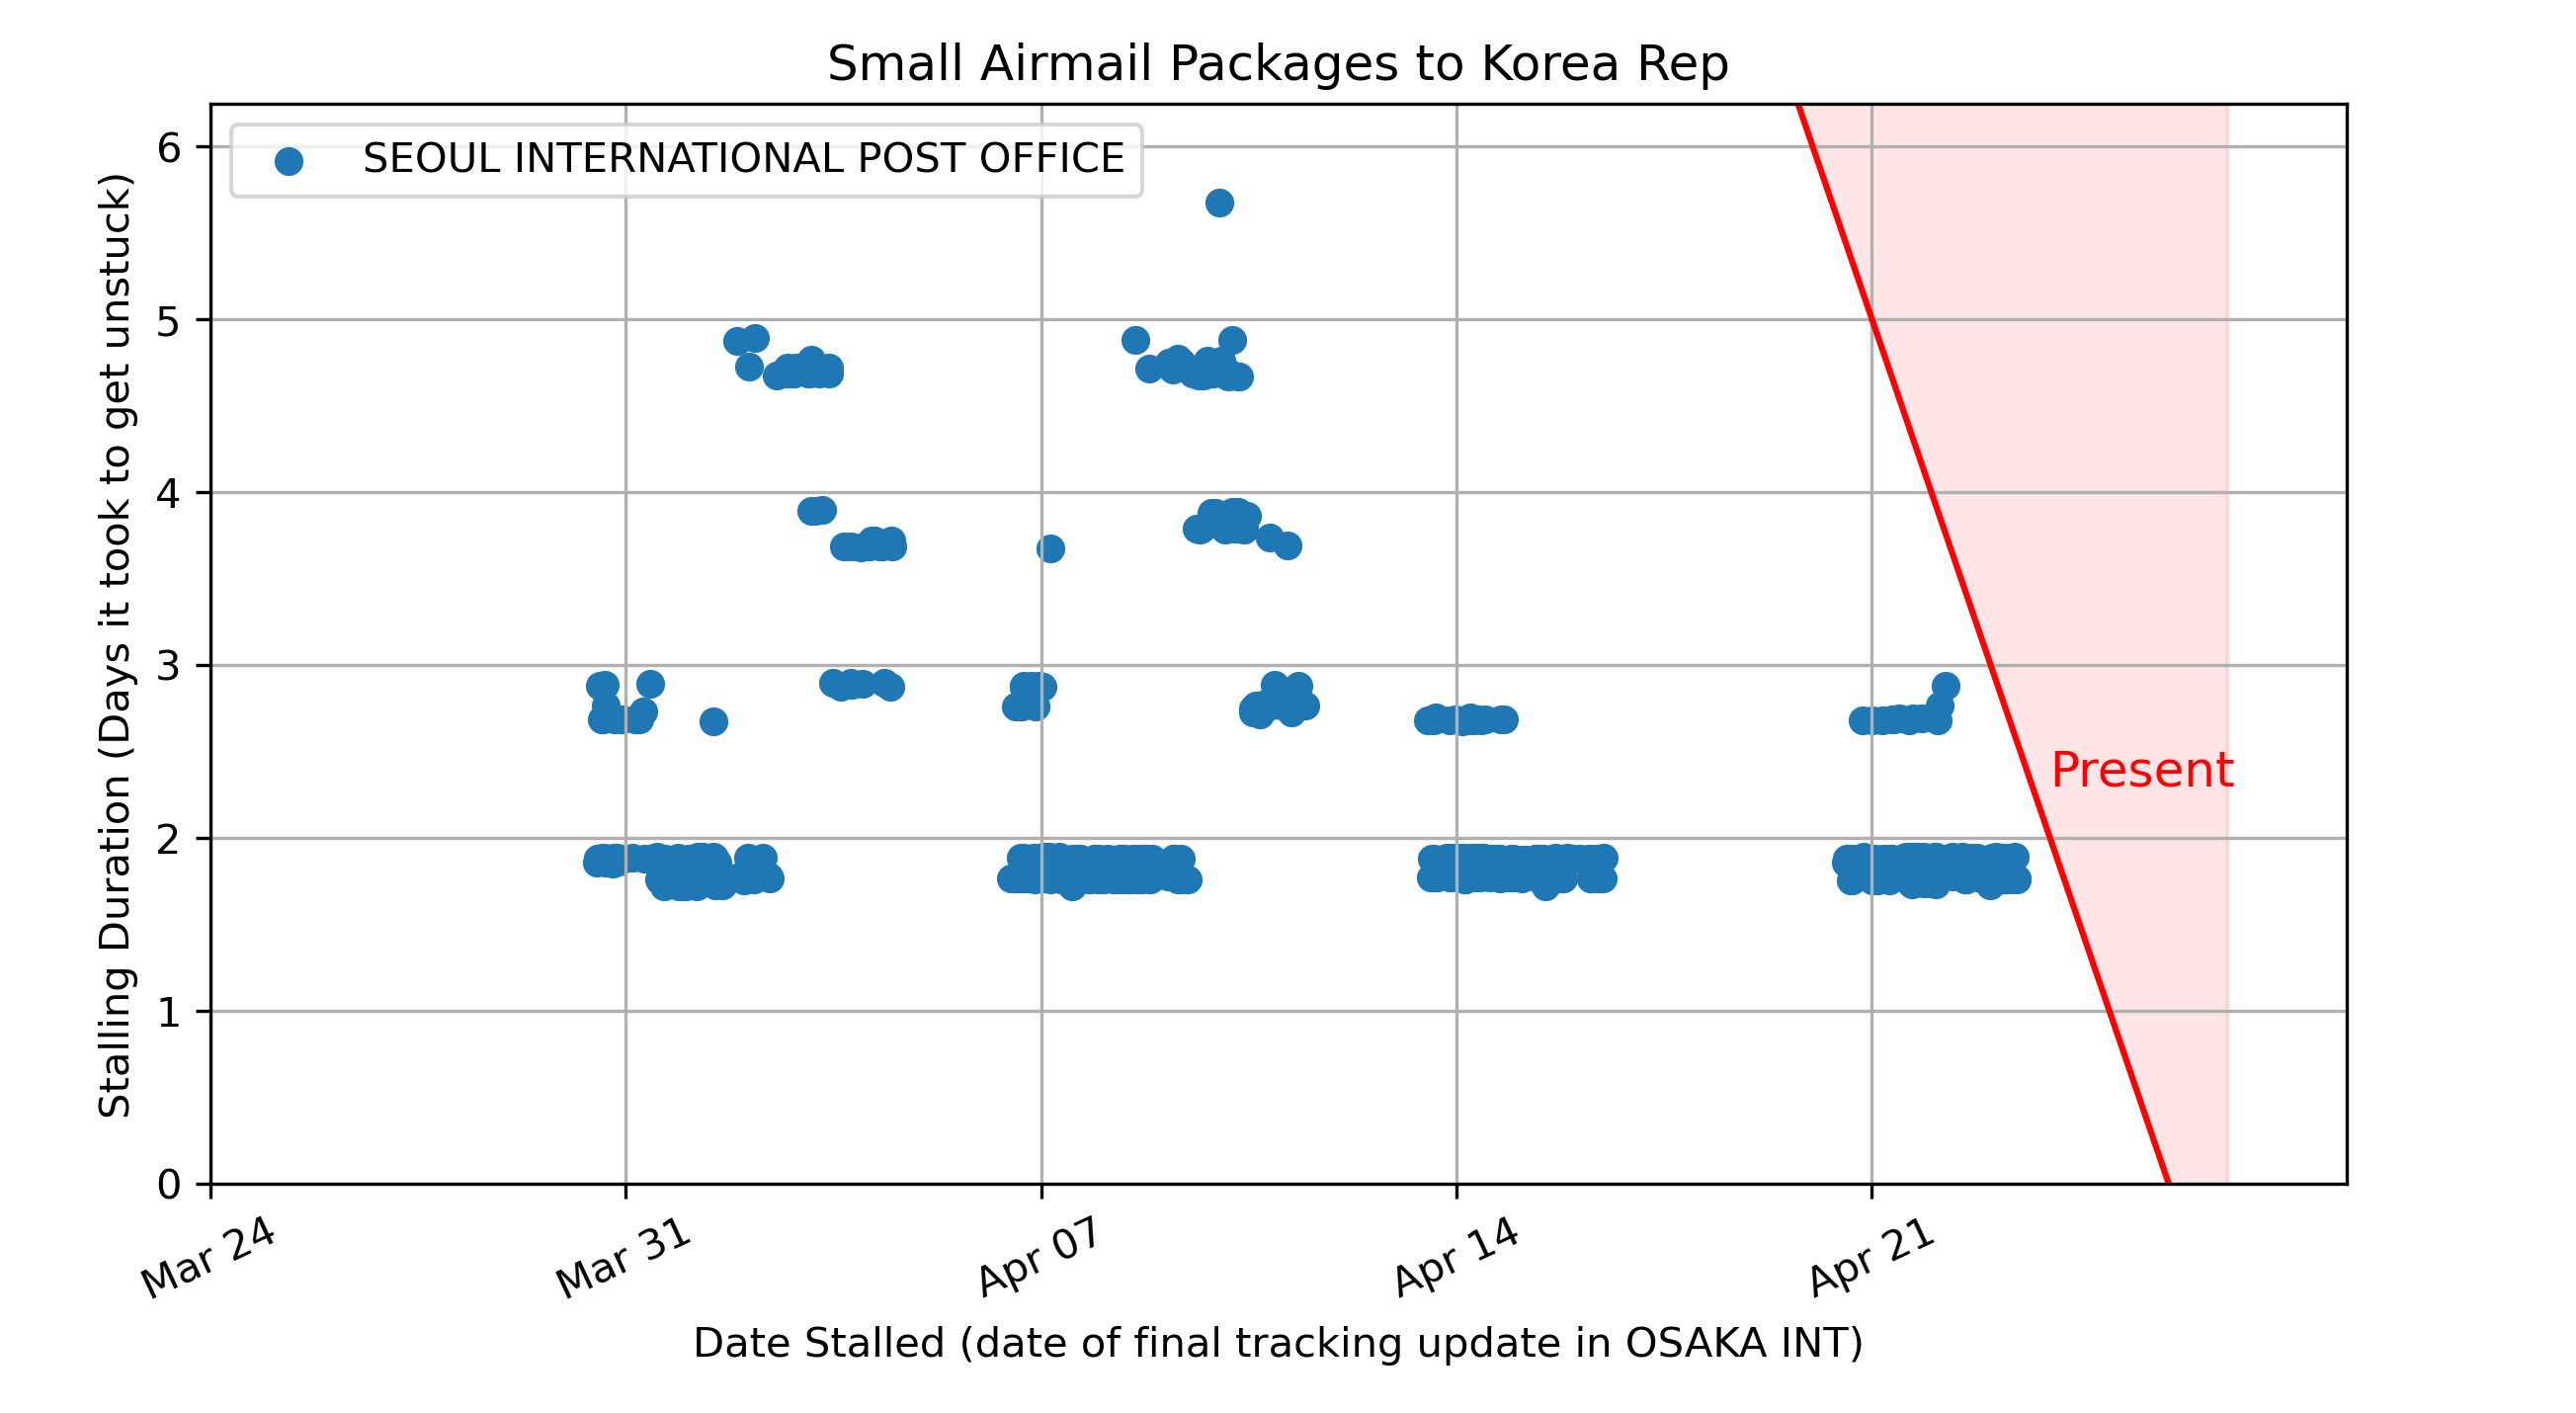 Small Airmail Packages to Korea Rep
SEOUL INTERNATIONAL POST OFFICE
Stalling Duration (Days it took to get unstuck)
6
5
4
3
2
1
0
Present
Mar 24
Mar 31
Apr 07
Apr 14
Apr 21
Date Stalled (date of final tracking update in OSAKA INT)